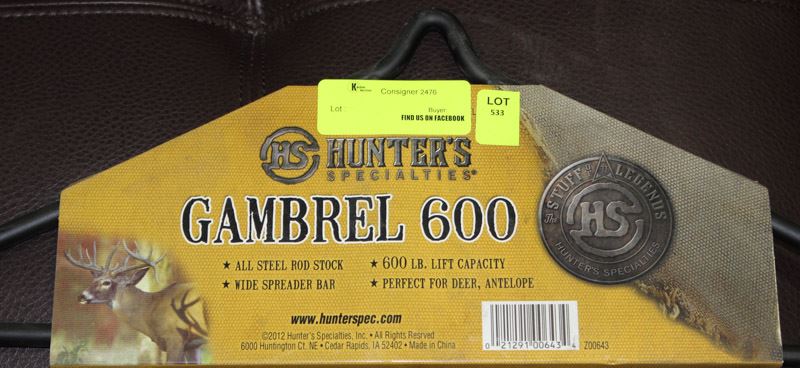 Consigner 2476
Lot :
Buyer:
FIND US ON FACEBOOK
LOT
533
HS HUNTER'S
SPECIALTIES®
GAMBREL 600
★ ALL STEEL ROD STOCK ★ 600 LB. LIFT CAPACITY
★ WIDE SPREADER BAR ★ PERFECT FOR DEER, ANTELOPE
The STUFF of LEGENDS
HS
HUNTER'S SPECIALTIES
www.hunterspec.com
©2012 Hunter's Specialties, Inc. • All Rights Resrved
6000 Huntington Ct. NE • Cedar Rapids, IA 52402 • Made in China
0 21291 00643 4
Z00643